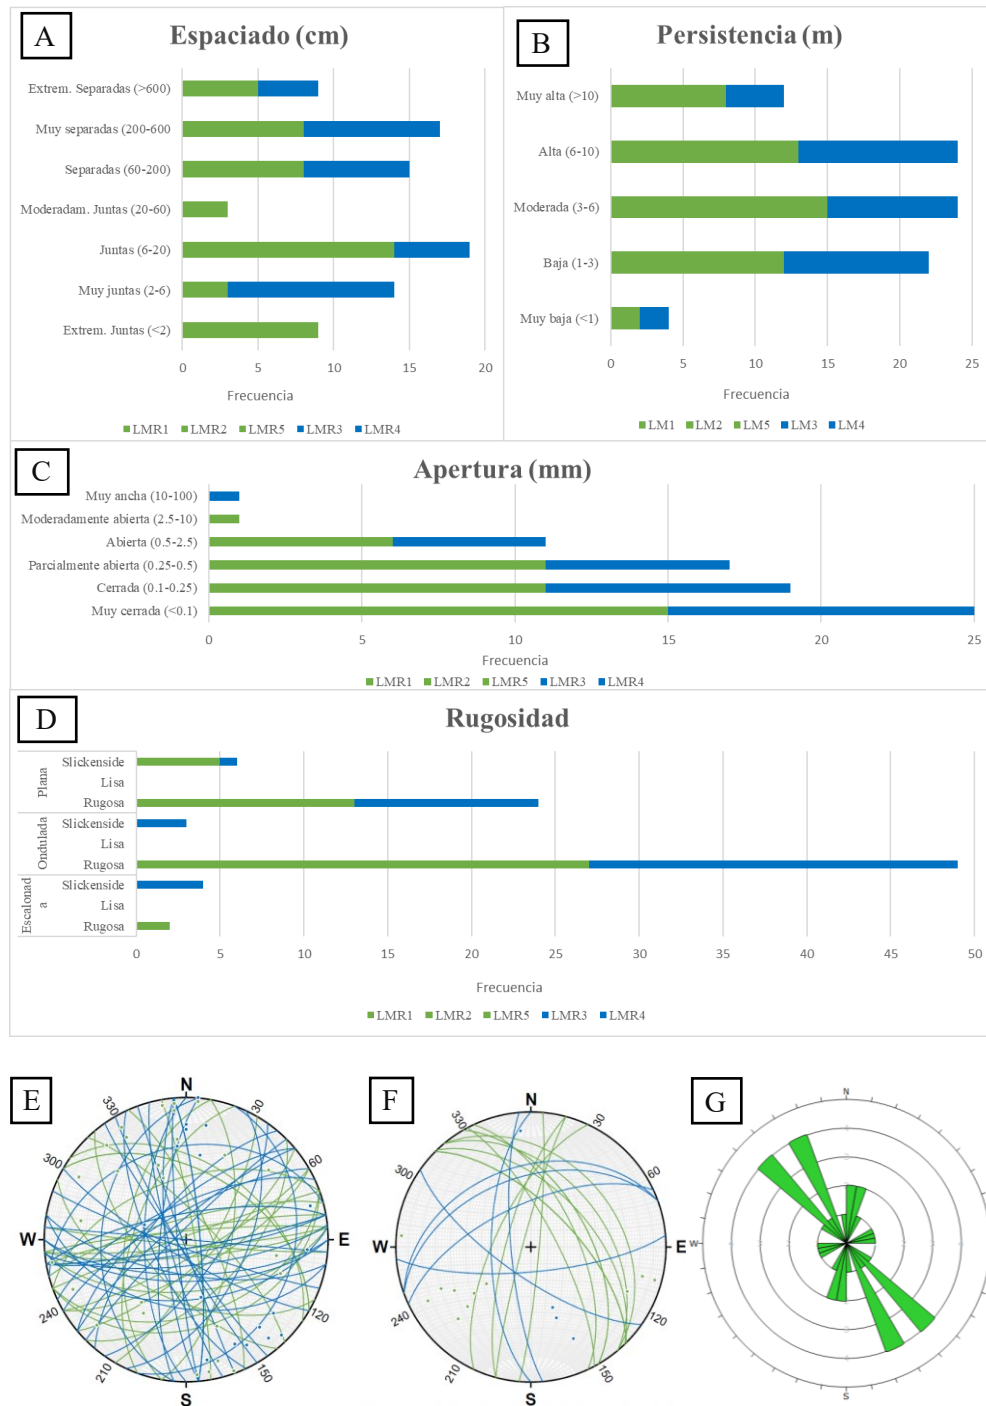 A
Espaciado (cm)
Extrem. Separadas (>600)
Muy separadas (200-600
Separadas (60-200)
Moderadam. Juntas (20-60)
Juntas (6-20)
Muy juntas (2-6)
Extrem. Juntas (<2)
0 5 10 15 20
Frecuencia
LMR1 LMR2 LMR5 LMR3 LMR4
B
Persistencia (m)
Muy alta (>10)
Alta (6-10)
Moderada (3-6)
Baja (1-3)
Muy baja (<1)
0 5 10 15 20 25
Frecuencia
LM1 LM2 LM5 LM3 LM4
C
Apertura (mm)
Muy ancha (10-100)
Moderadamente abierta (2.5-10)
Abierta (0.5-2.5)
Parcialmente abierta (0.25-0.5)
Cerrada (0.1-0.25)
Muy cerrada (<0.1)
0 5 10 15 20 25
Frecuencia
LMR1 LMR2 LMR5 LMR3 LMR4
D
Rugosidad
Plana
Slickenside
Lisa
Rugosa
Ondulada
Slickenside
Lisa
Rugosa
Escalonad
a
Slickenside
Lisa
Rugosa
0 5 10 15 20 25 30 35 40 45 50
Frecuencia
LMR1 LMR2 LMR5 LMR3 LMR4
E
N
30
60
E
120
150
S
210
240
W
300
330
F
N
30
60
E
120
150
S
210
240
W
300
330
G
N
W
S